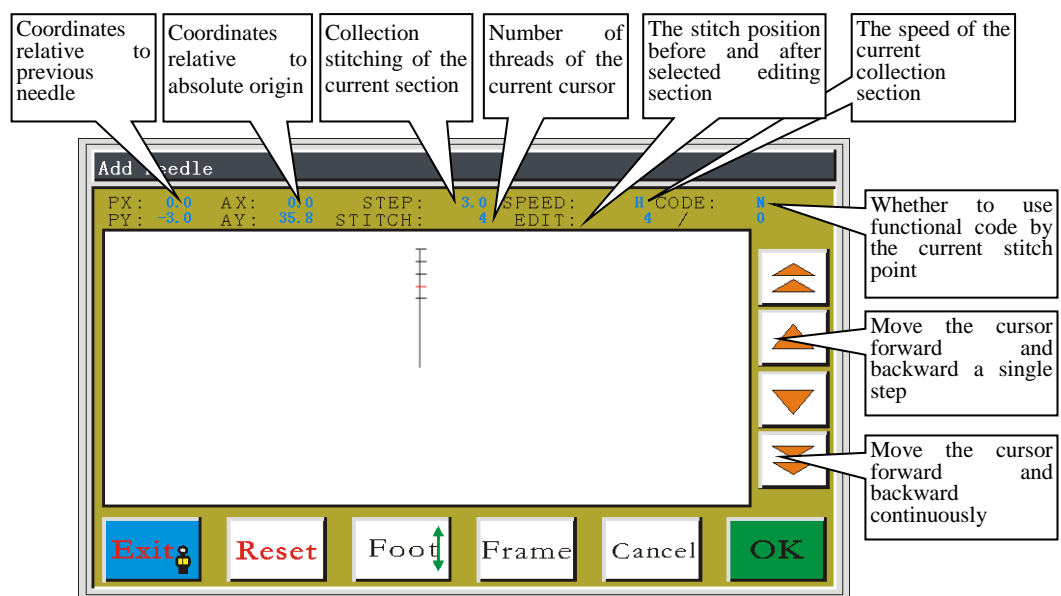 Coordinates
relative to
previous
needle
Coordinates
relative to
absolute origin
Collection
stitching of the
current section
Number of
threads of the
current cursor
The stitch position
before and after
selected editing
section
The speed of the
current
collection
section
Add Needle
PX: 0.0 AX: 0.0 STEP: 3.0 SPEED: H CODE: N
PY: -3.0 AY: 35.8 STITCH: 4 EDIT: 4 / 0
Whether to use
functional code by
the current stitch
point
Move the cursor
forward and
backward a single
step
Move the cursor
forward and
backward
continuously
Exit
Reset
Foot
Frame
Cancel
OK